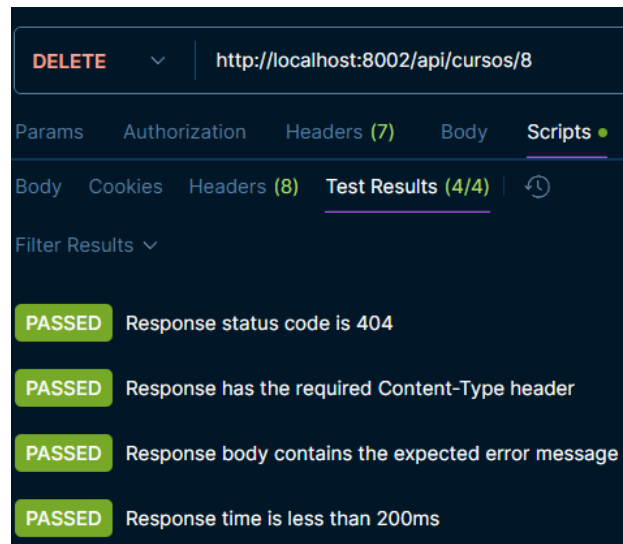 DELETE http://localhost:8002/api/cursos/8
Params Authorization Headers (7) Body Scripts
Body Cookies Headers (8) Test Results (4/4)
Filter Results
PASSED Response status code is 404
PASSED Response has the required Content-Type header
PASSED Response body contains the expected error message
PASSED Response time is less than 200ms